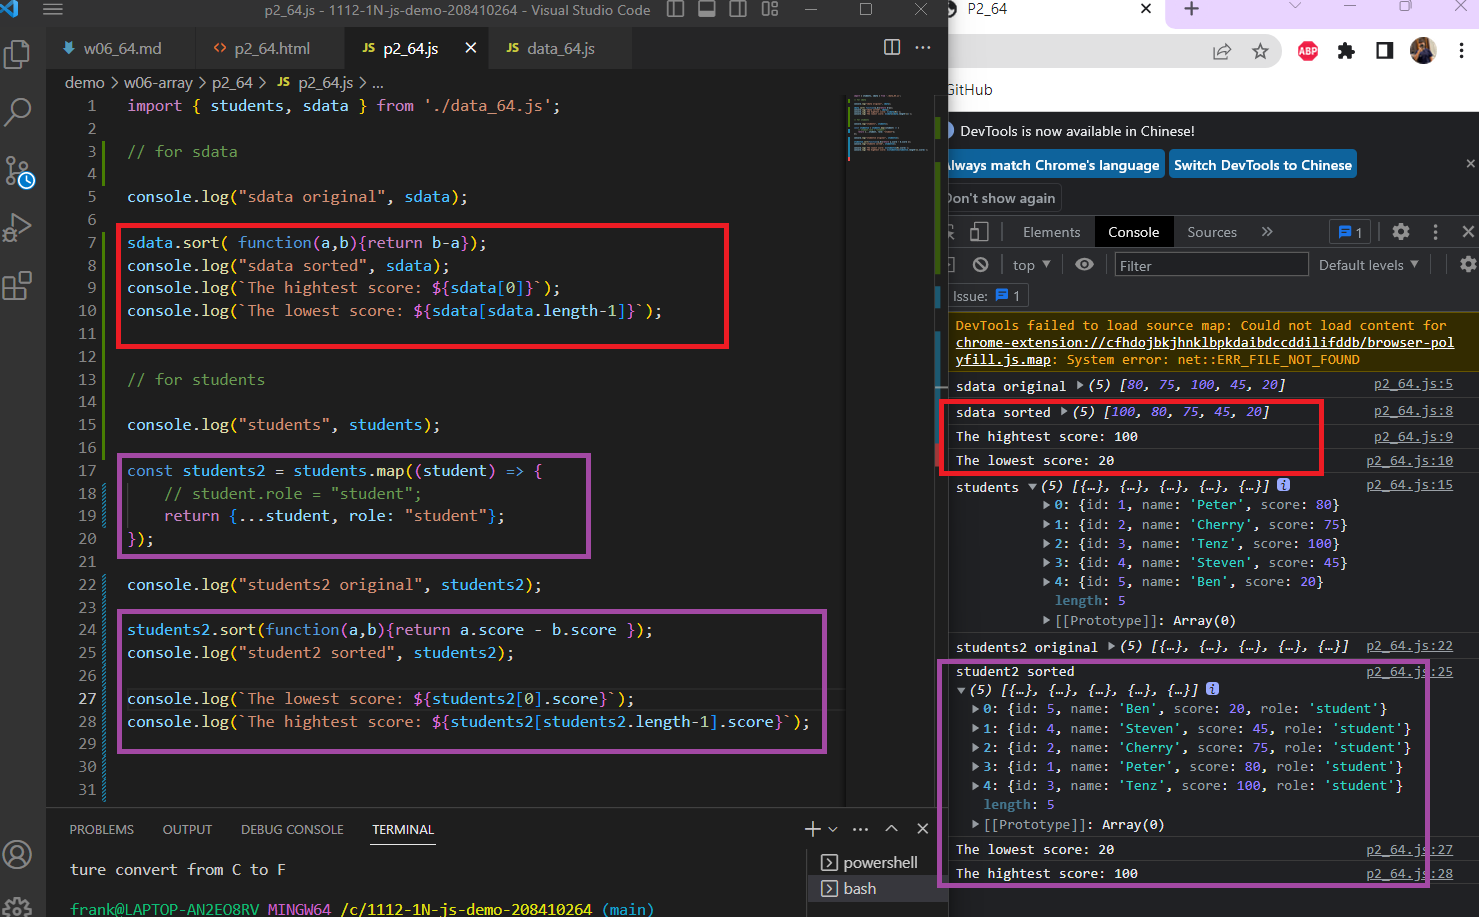 p2_64.js - 1112-1N-js-demo-208410264 - Visual Studio Code
w06_64.md
<> p2_64.html
JS p2_64.js
JS data_64.js
demo > w06-array > p2_64 > JS p2_64.js > ...
1 import { students, sdata } from './data_64.js';
2
3 // for sdata
4
5 console.log("sdata original", sdata);
6
7 sdata.sort( function(a,b){return b-a});
8 console.log("sdata sorted", sdata);
9 console.log(`The hightest score: ${sdata[0]}`);
10 console.log(`The lowest score: ${sdata[sdata.length-1]}`);
11
12
13 // for students
14
15 console.log("students", students);
16
17 const students2 = students.map((student) => {
18 // student.role = "student";
19 return {...student, role: "student"};
20 });
21
22 console.log("students2 original", students2);
23
24 students2.sort(function(a,b){return a.score - b.score });
25 console.log("student2 sorted", students2);
26
27 console.log(`The lowest score: ${students2[0].score}`);
28 console.log(`The hightest score: ${students2[students2.length-1].score}`);
29
30
31
PROBLEMS OUTPUT DEBUG CONSOLE TERMINAL
ture convert from C to F
frank@LAPTOP-AN2EO8RV MINGW64 /c/1112-1N-js-demo-208410264 (main)
powershell
bash
P2_64
ABP
GitHub
DevTools is now available in Chinese!
Always match Chrome's language
Switch DevTools to Chinese
Don't show again
Elements Console Sources » 1
top Filter Default levels
Issue: 1
DevTools failed to load source map: Could not load content for
chrome-extension://cfhdojbkjhnklbpkdaibdccddilifddb/browser-pol
yfill.js.map: System error: net::ERR_FILE_NOT_FOUND
sdata original (5) [80, 75, 100, 45, 20] p2_64.js:5
sdata sorted (5) [100, 80, 75, 45, 20] p2_64.js:8
The hightest score: 100 p2_64.js:9
The lowest score: 20 p2_64.js:10
students (5) [{…}, {…}, {…}, {…}, {…}] i p2_64.js:15
0: {id: 1, name: 'Peter', score: 80}
1: {id: 2, name: 'Cherry', score: 75}
2: {id: 3, name: 'Tenz', score: 100}
3: {id: 4, name: 'Steven', score: 45}
4: {id: 5, name: 'Ben', score: 20}
length: 5
[[Prototype]]: Array(0)
students2 original (5) [{…}, {…}, {…}, {…}, {…}] p2_64.js:22
student2 sorted p2_64.js:25
(5) [{…}, {…}, {…}, {…}, {…}] i
0: {id: 5, name: 'Ben', score: 20, role: 'student'}
1: {id: 4, name: 'Steven', score: 45, role: 'student'}
2: {id: 2, name: 'Cherry', score: 75, role: 'student'}
3: {id: 1, name: 'Peter', score: 80, role: 'student'}
4: {id: 3, name: 'Tenz', score: 100, role: 'student'}
length: 5
[[Prototype]]: Array(0)
The lowest score: 20 p2_64.js:27
The hightest score: 100 p2_64.js:28